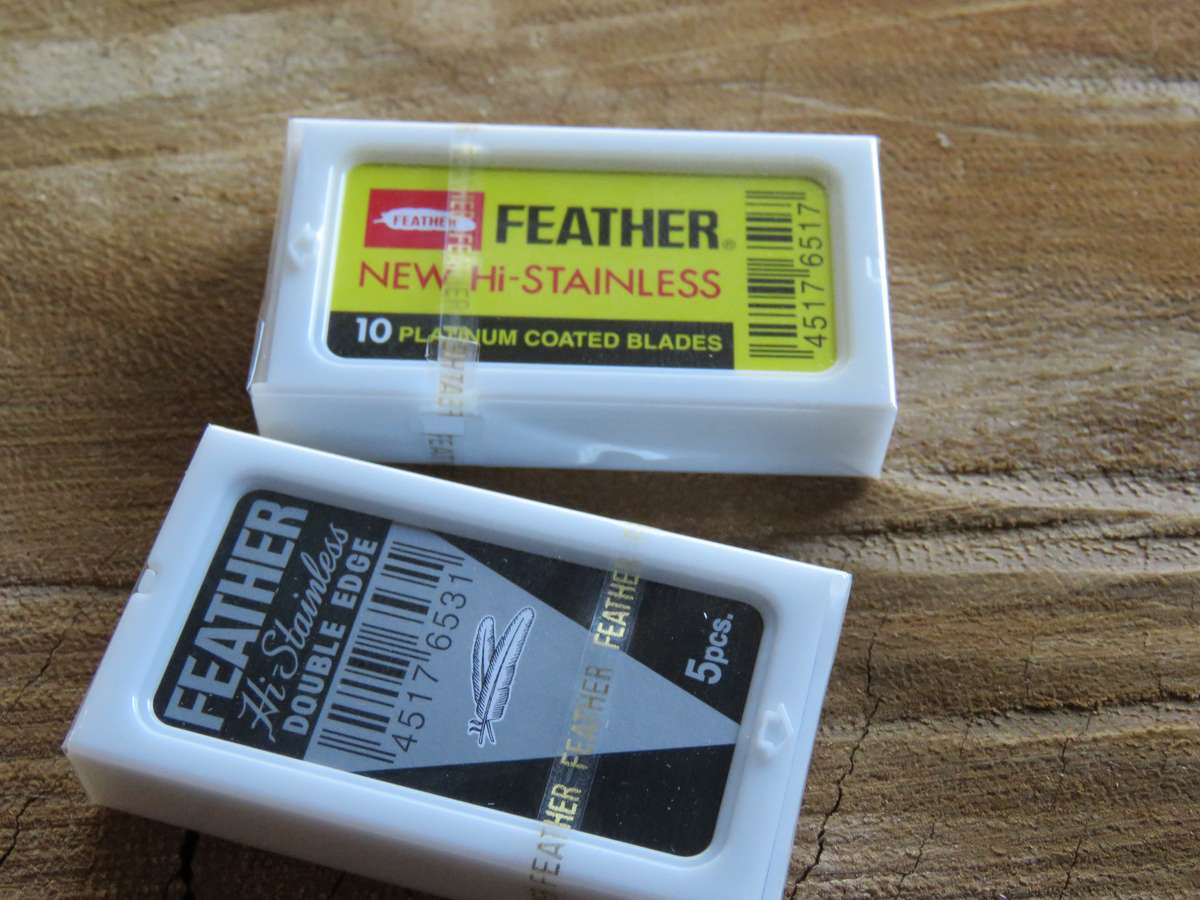 FEATHER
FEATHER®
NEW Hi-STAINLESS
10 PLATINUM COATED BLADES
4517 6517
FEATHER
Hi-Stainless
DOUBLE EDGE
4517 6531
5pcs.
FEATHER FEATHER FEATHER